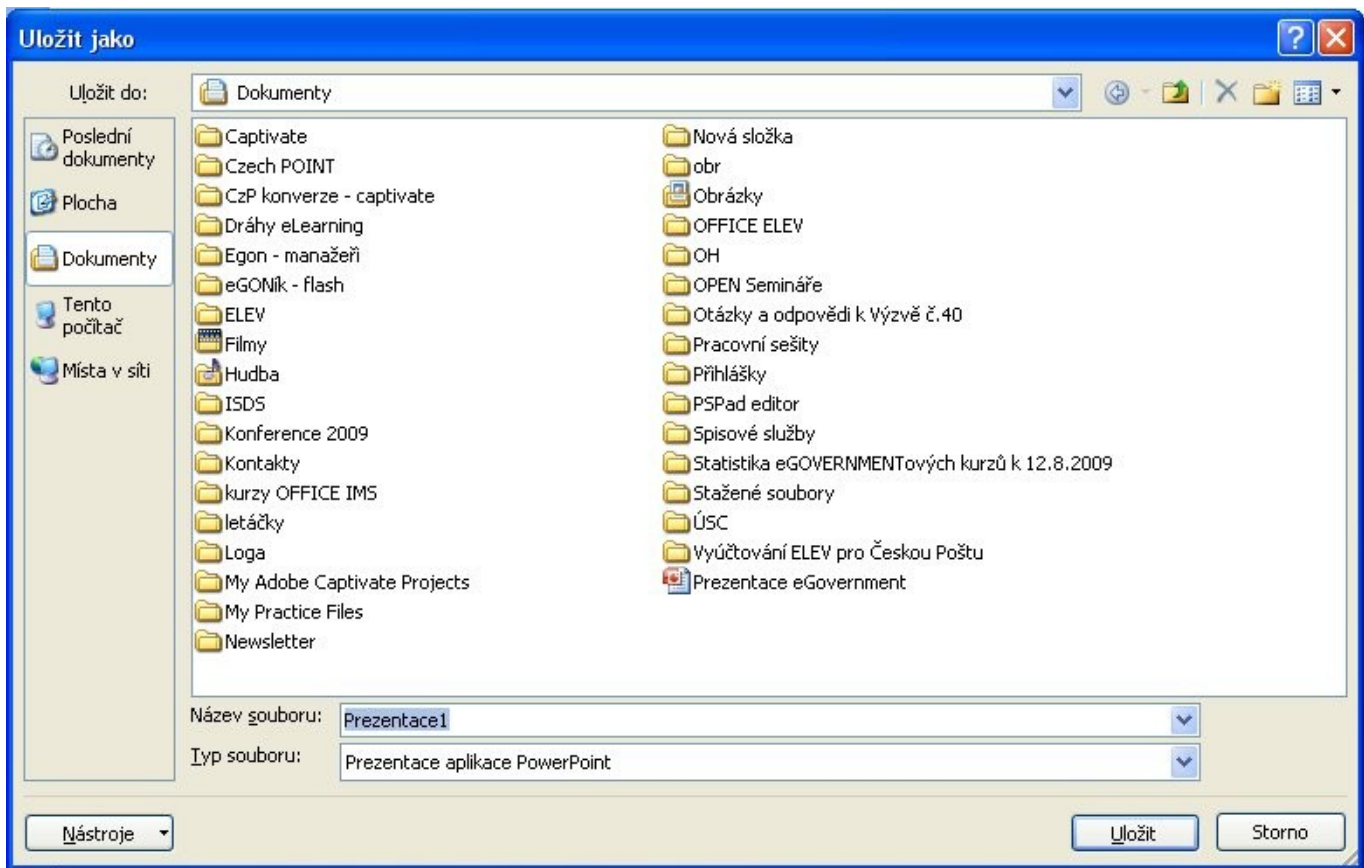 Uložit jako
Uložit do:
Dokumenty
Poslední
dokumenty
Plocha
Dokumenty
Tento
počítač
Místa v síti
Captivate
Czech POINT
CzP konverze - captivate
Dráhy eLearning
Egon - manažeři
eGONík - flash
ELEV
Filmy
Hudba
ISDS
Konference 2009
Kontakty
kurzy OFFICE IMS
letáčky
Loga
My Adobe Captivate Projects
My Practice Files
Newsletter
Nová složka
obr
Obrázky
OFFICE ELEV
OH
OPEN Semináře
Otázky a odpovědi k Výzvě č.40
Pracovní sešity
Přihlášky
PSPad editor
Spisové služby
Statistika eGOVERNMENTových kurzů k 12.8.2009
Stažené soubory
ÚSC
Vyúčtování ELEV pro Českou Poštu
Prezentace eGovernment
Název souboru:
Prezentace1
Typ souboru:
Prezentace aplikace PowerPoint
Nástroje
Uložit
Storno